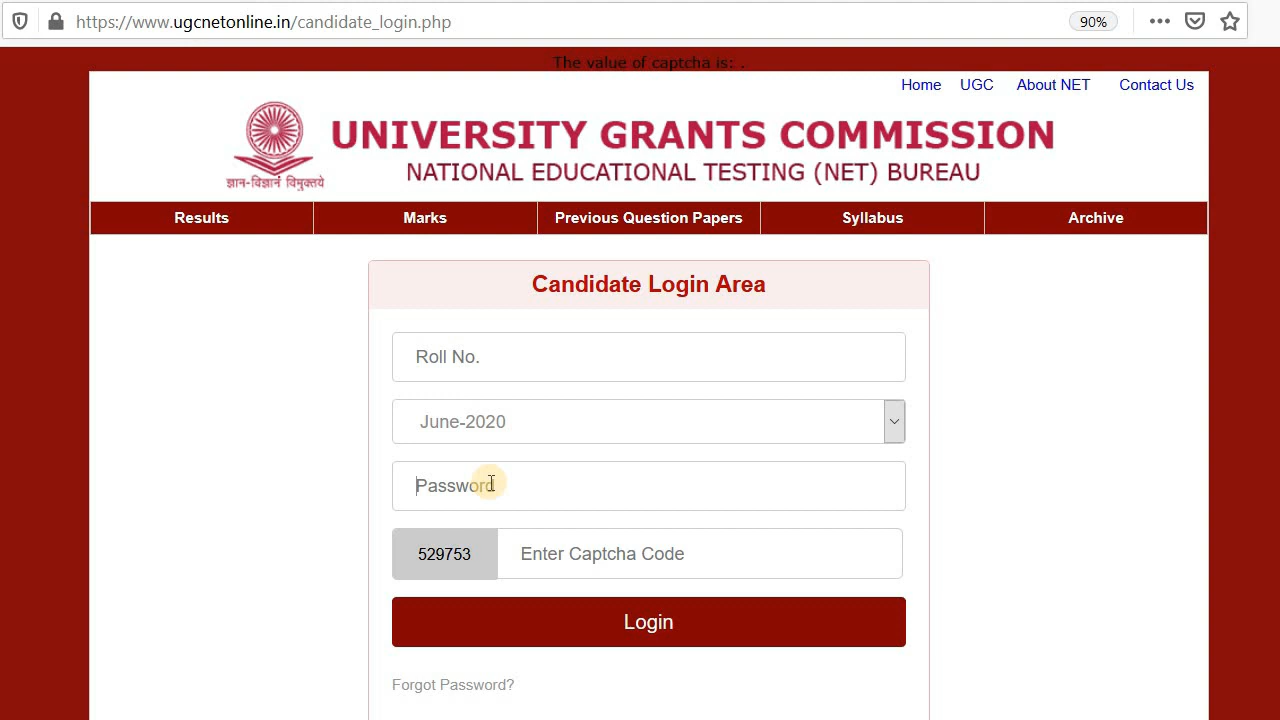 https://www.ugcnetonline.in/candidate_login.php 90%
The value of captcha is: .
Home UGC About NET Contact Us
UNIVERSITY GRANTS COMMISSION
NATIONAL EDUCATIONAL TESTING (NET) BUREAU
ज्ञान-विज्ञानं विमुक्तये
Results Marks Previous Question Papers Syllabus Archive
Candidate Login Area
Roll No.
June-2020
Password
529753 Enter Captcha Code
Login
Forgot Password?